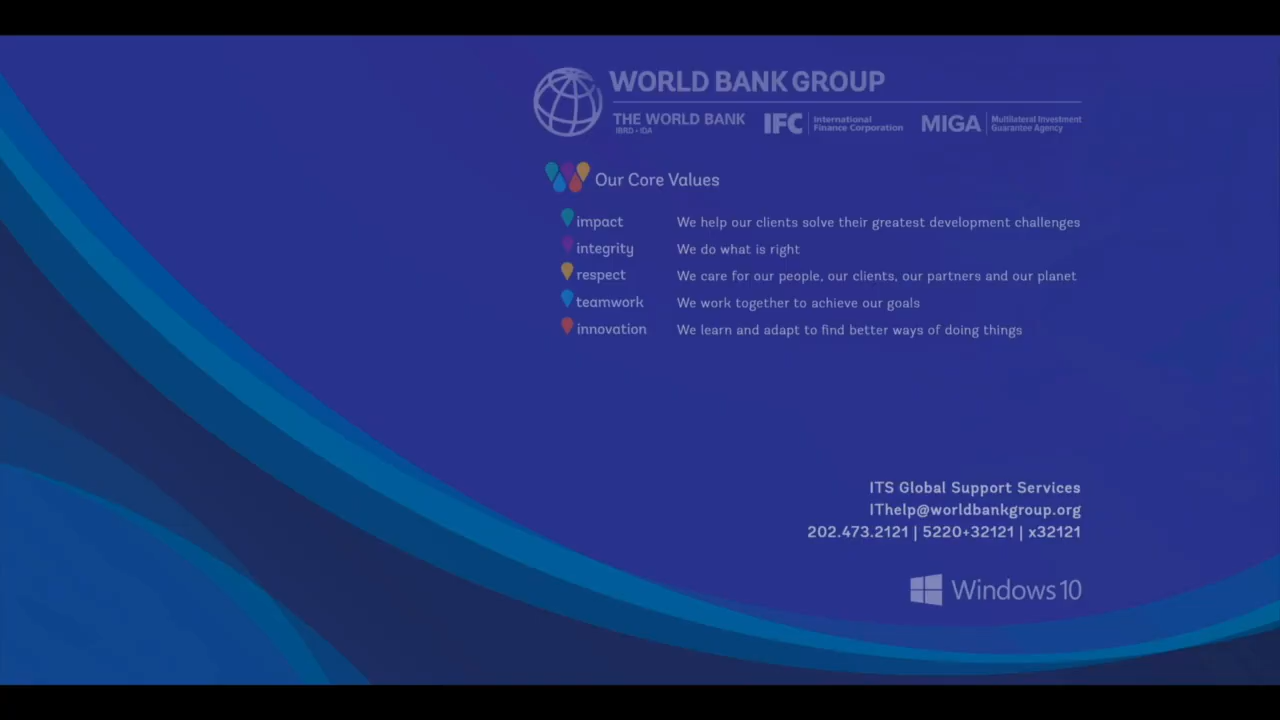 WORLD BANK GROUP
THE WORLD BANK
IBRD • IDA
IFC International Finance Corporation
MIGA Multilateral Investment Guarantee Agency
Our Core Values
impact We help our clients solve their greatest development challenges
integrity We do what is right
respect We care for our people, our clients, our partners and our planet
teamwork We work together to achieve our goals
innovation We learn and adapt to find better ways of doing things
ITS Global Support Services
IThelp@worldbankgroup.org
202.473.2121 | 5220+32121 | x32121
Windows 10